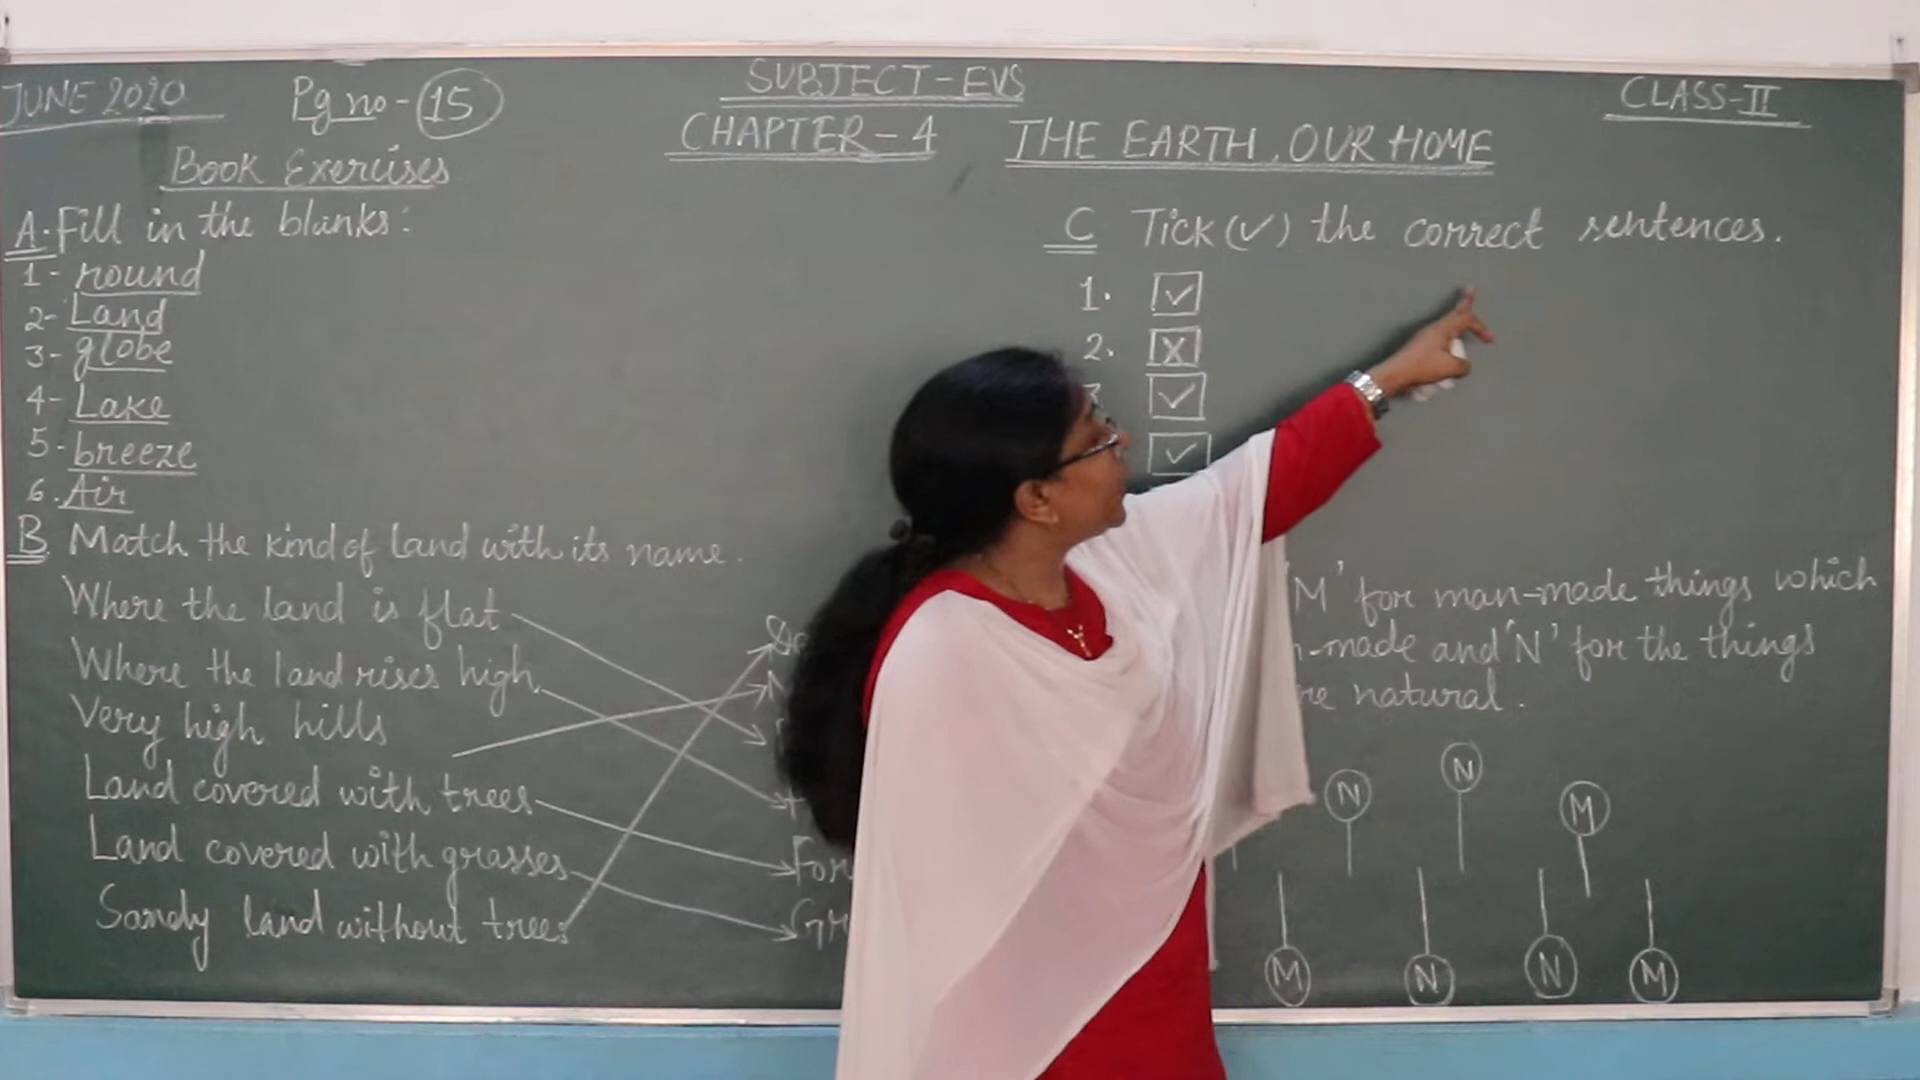 JUNE 2020
Pg no - 15
SUBJECT-EVS
CLASS-II
CHAPTER-4 THE EARTH, OUR HOME
Book Exercises
A. Fill in the blanks:
1- round
2- Land
3- globe
4- Lake
5- breeze
6. Air
B Match the kind of land with its name.
Where the land is flat
Where the land rises high
Very high hills
Land covered with trees
Land covered with grasses
Sandy land without trees
C Tick (✓) the correct sentences.
1. ✓
2. X
✓
✓
'M' for man-made things which
-made and 'N' for the things
natural.
N
N
M
M
N
N
M